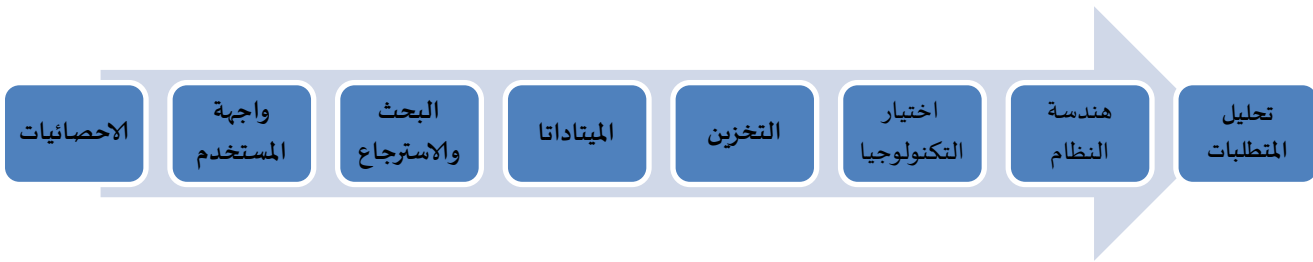 تحليل
المتطلبات
هندسة
النظام
اختيار
التكنولوجيا
التخزين
الميتاداتا
البحث
والاسترجاع
واجهة
المستخدم
الاحصائيات